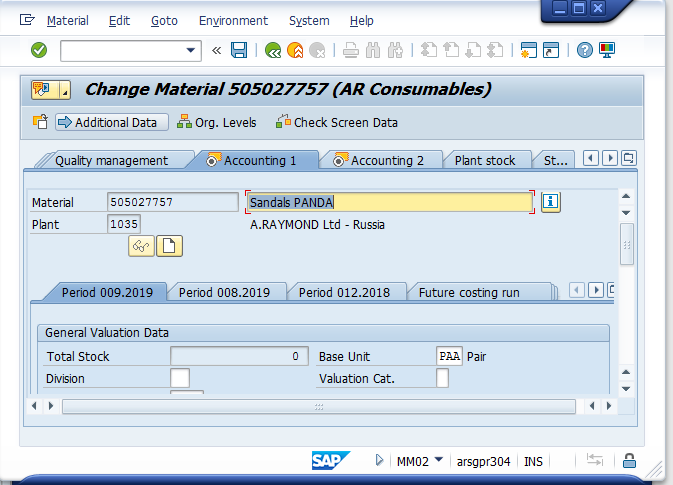 Material Edit Goto Environment System Help
Change Material 505027757 (AR Consumables)
Additional Data Org. Levels Check Screen Data
Quality management Accounting 1 Accounting 2 Plant stock St...
Material 505027757 Sandals PANDA
Plant 1035 A.RAYMOND Ltd - Russia
Period 009.2019 Period 008.2019 Period 012.2018 Future costing run
General Valuation Data
Total Stock 0 Base Unit PAA Pair
Division Valuation Cat.
SAP MM02 arsgpr304 INS